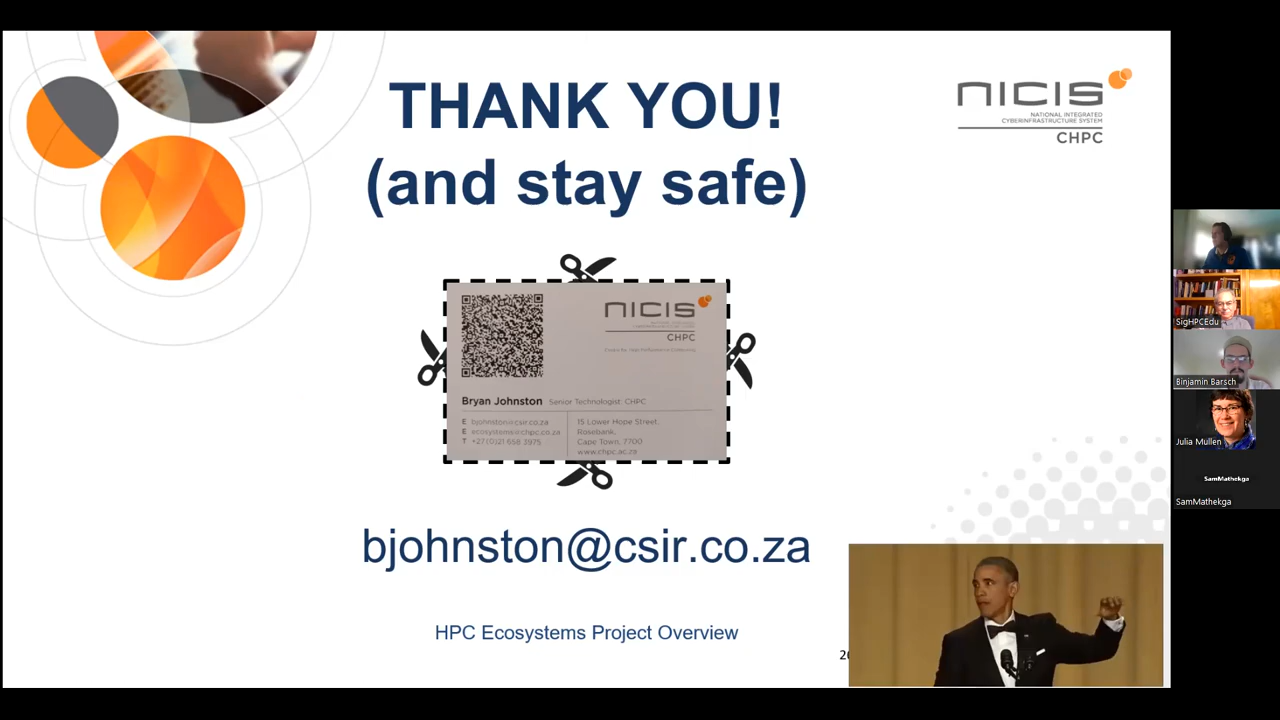 THANK YOU!
(and stay safe)
NICIS
NATIONAL INTEGRATED
CYBERINFRASTRUCTURE SYSTEM
CHPC
NICIS
CHPC
Bryan Johnston Senior Technologist: CHPC
E bjohnston@csir.co.za
E ecosystems@chpc.co.za
T +27(0)21 658 3975
15 Lower Hope Street,
Rosebank,
Cape Town, 7700
www.chpc.ac.za
bjohnston@csir.co.za
HPC Ecosystems Project Overview
SigHPCEdu
Binjamin Barsch
Julia Mullen
SamMathekga
SamMathekga